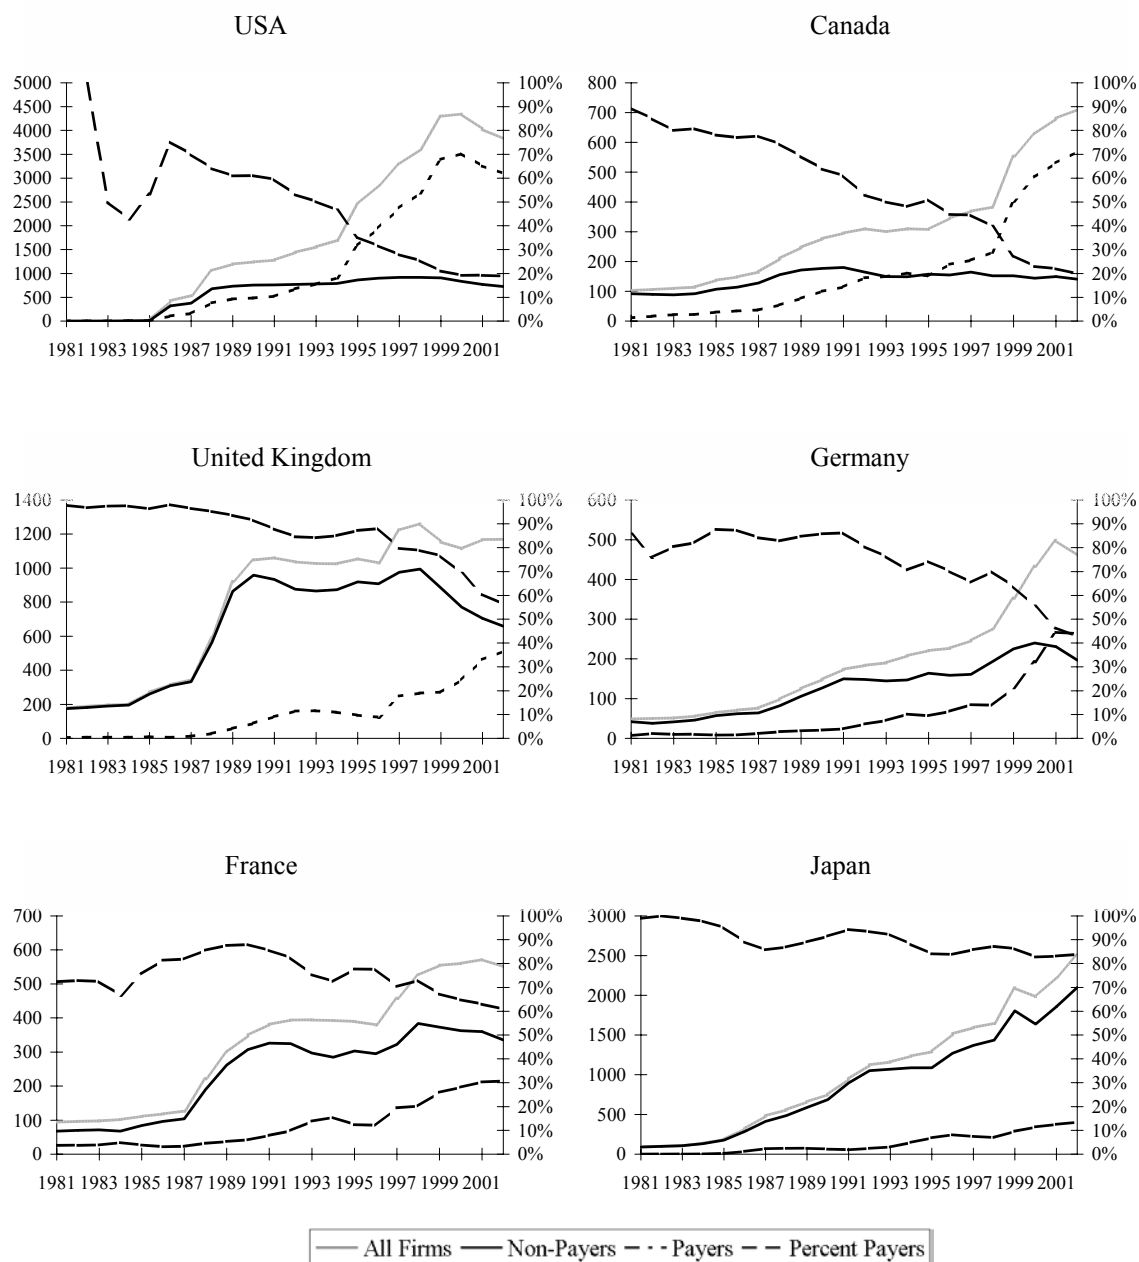 USA Canada
5000 100% 800 100%
4500 90% 700 90%
4000 80% 600 80%
3500 70% 500 70%
3000 60% 400 60%
2500 50% 300 50%
2000 40% 200 40%
1500 30% 100 30%
1000 20% 0 20%
500 10% 10%
0 0% 0%
1981 1983 1985 1987 1989 1991 1993 1995 1997 1999 2001 1981 1983 1985 1987 1989 1991 1993 1995 1997 1999 2001
United Kingdom Germany
1400 100% 600 100%
1200 90% 500 90%
1000 80% 400 80%
800 70% 300 70%
600 60% 200 60%
400 50% 100 50%
200 40% 0 40%
0 30% 30%
20% 20%
10% 10%
0% 0%
1981 1983 1985 1987 1989 1991 1993 1995 1997 1999 2001 1981 1983 1985 1987 1989 1991 1993 1995 1997 1999 2001
France Japan
700 100% 3000 100%
600 90% 2500 90%
500 80% 2000 80%
400 70% 1500 70%
300 60% 1000 60%
200 50% 500 50%
100 40% 0 40%
0 30% 30%
20% 20%
10% 10%
0% 0%
1981 1983 1985 1987 1989 1991 1993 1995 1997 1999 2001 1981 1983 1985 1987 1989 1991 1993 1995 1997 1999 2001
All Firms Non-Payers Payers Percent Payers